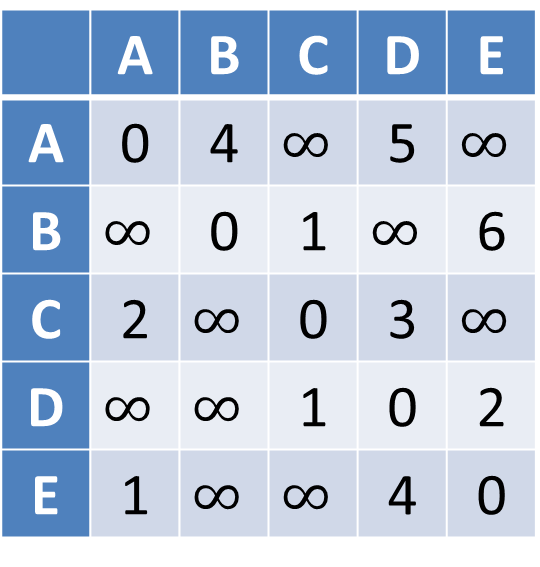 A B C D E
A 0 4 ∞ 5 ∞
B ∞ 0 1 ∞ 6
C 2 ∞ 0 3 ∞
D ∞ ∞ 1 0 2
E 1 ∞ ∞ 4 0